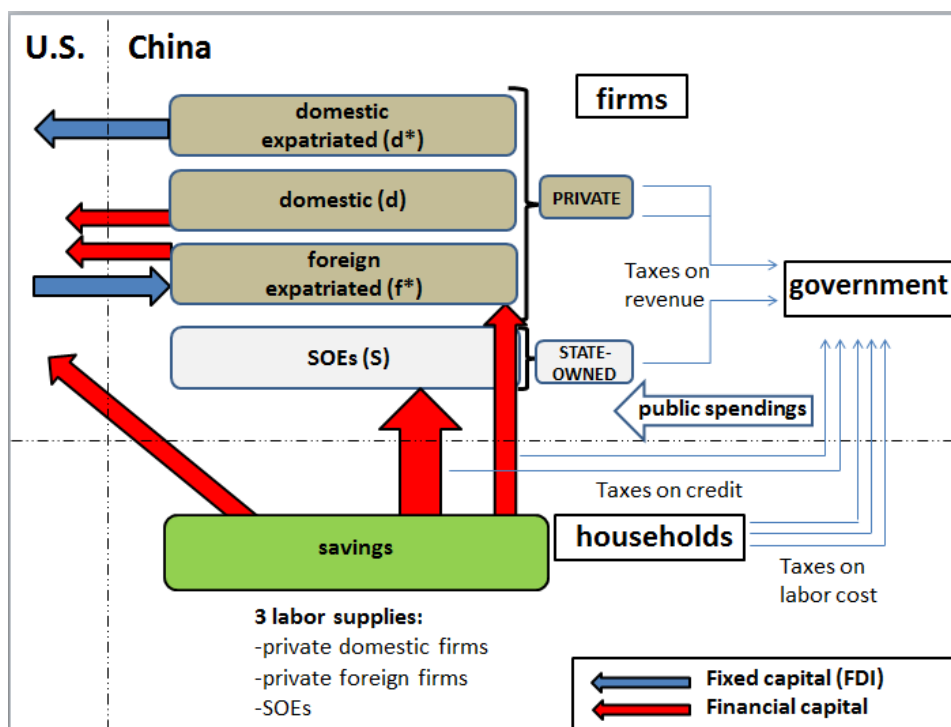 U.S.
China
firms
domestic
expatriated (d*)
domestic (d)
PRIVATE
foreign
expatriated (f*)
Taxes on
revenue
government
SOEs (S)
STATE-
OWNED
public spendings
Taxes on credit
savings
households
Taxes on
labor cost
3 labor supplies:
-private domestic firms
-private foreign firms
-SOEs
Fixed capital (FDI)
Financial capital